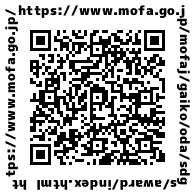 https://www.mofa.go.j
p/mofaj/gaiko/oda/sdg
s/award/index.html ht
tps://www.mofa.go.jp/